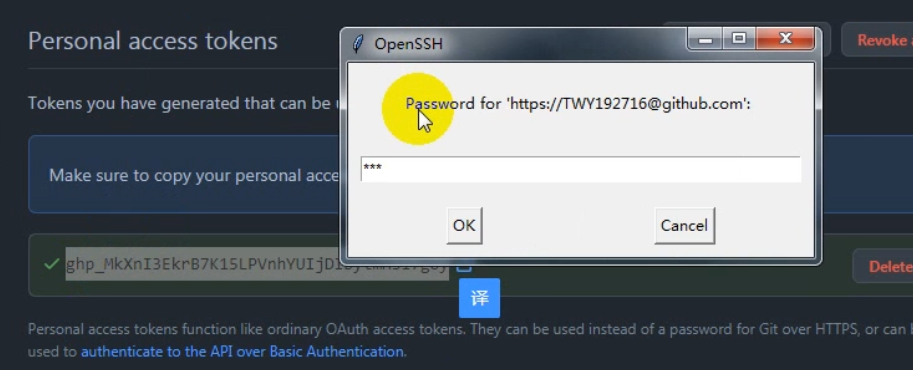 Personal access tokens
Revoke
Tokens you have generated that can be
OpenSSH
Password for 'https://TWY192716@github.com':
***
OK
Cancel
Make sure to copy your personal
Delete
译
Personal access tokens function like ordinary OAuth access tokens. They can be used instead of a password for Git over HTTPS, or can
used to authenticate to the API over Basic Authentication.